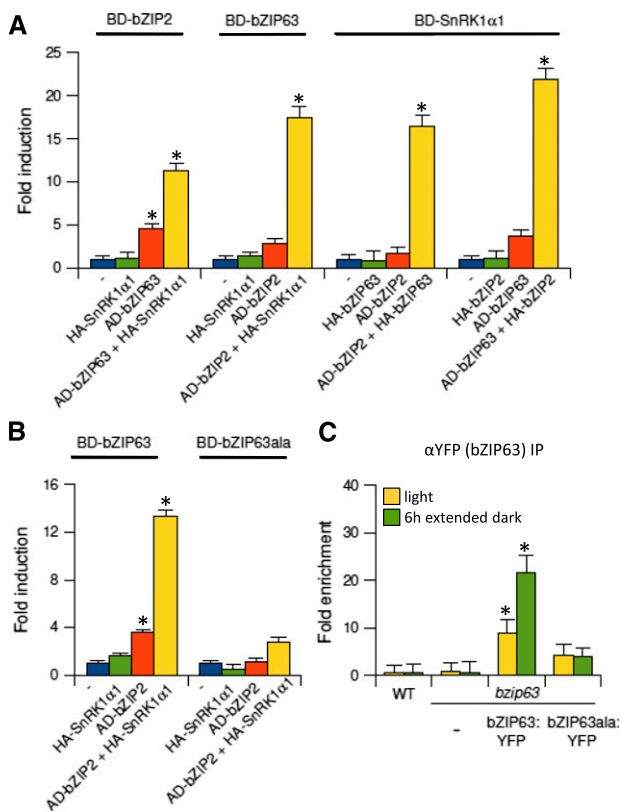 A
BD-bZIP2
BD-bZIP63
BD-SnRK1α1
Fold induction
25
20
15
10
5
0
*
*
*
*
*
-
HA-SnRK1α1
AD-bZIP63
AD-bZIP63 + HA-SnRK1α1
-
HA-SnRK1α1
AD-bZIP2
AD-bZIP2 + HA-SnRK1α1
-
HA-bZIP63
AD-bZIP2
AD-bZIP2 + HA-bZIP63
-
HA-bZIP2
AD-bZIP63
AD-bZIP63 + HA-bZIP2
B
BD-bZIP63
BD-bZIP63ala
Fold induction
16
12
8
4
0
*
*
-
HA-SnRK1α1
AD-bZIP2
AD-bZIP2 + HA-SnRK1α1
-
HA-SnRK1α1
AD-bZIP2
AD-bZIP2 + HA-SnRK1α1
C
αYFP (bZIP63) IP
light
6h extended dark
Fold enrichment
40
30
20
10
0
*
*
WT
bzip63
-
bZIP63:
YFP
bZIP63ala:
YFP